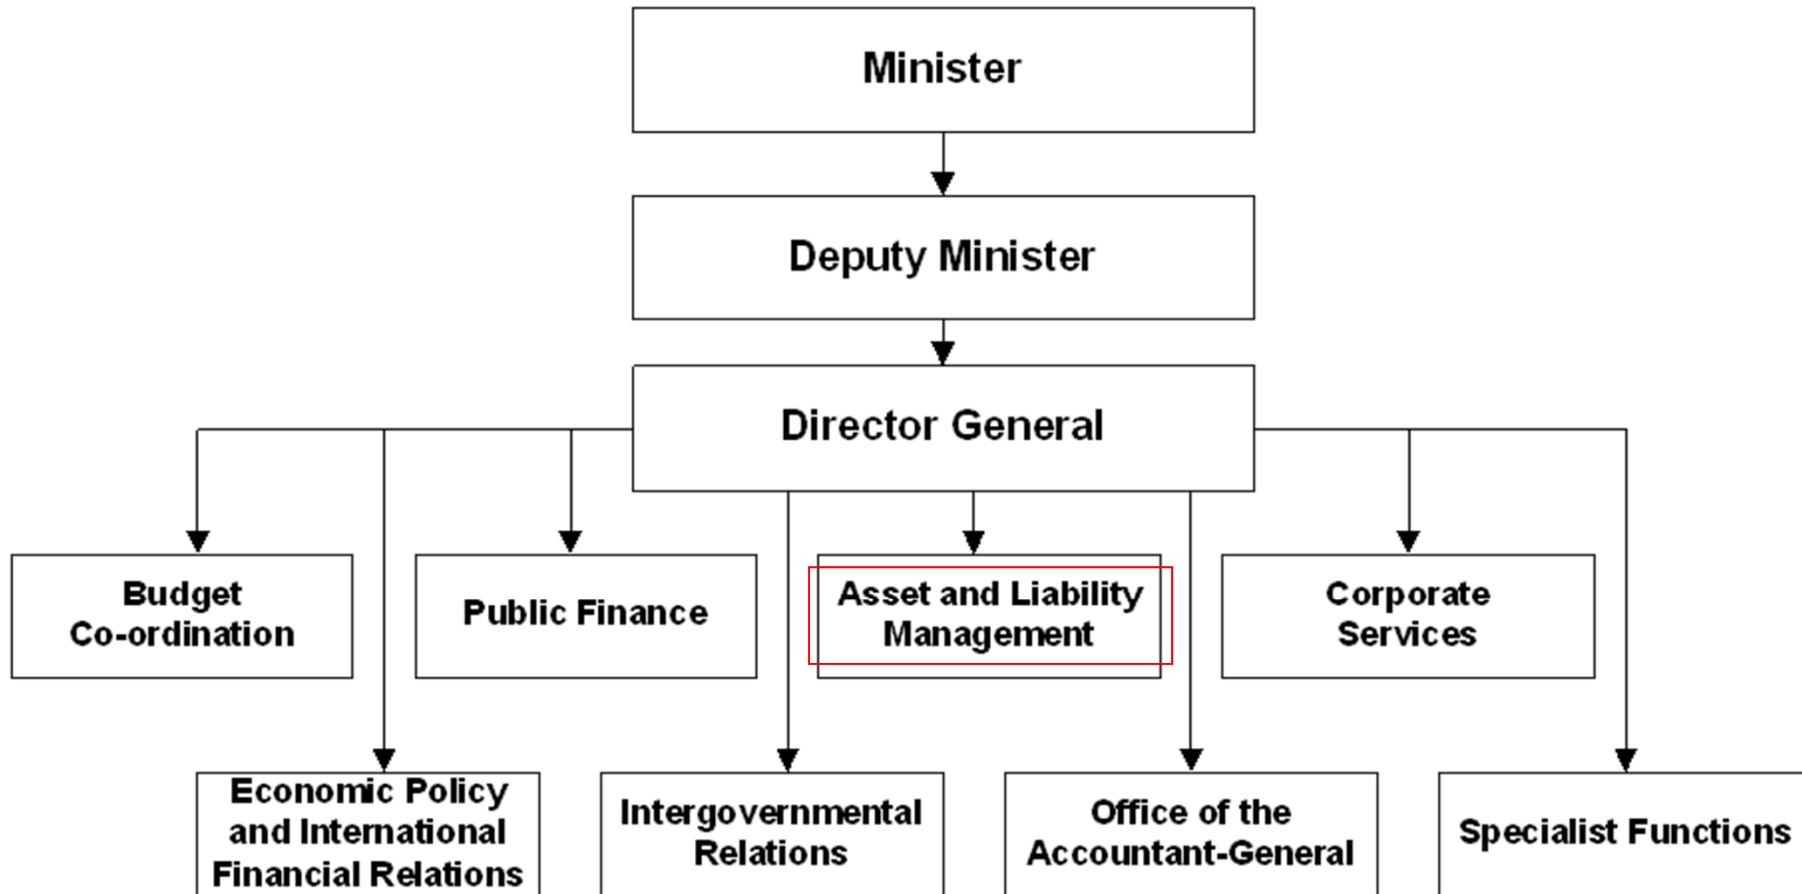 Minister
Deputy Minister
Director General
Budget
Co-ordination
Public Finance
Asset and Liability
Management
Corporate
Services
Economic Policy
and International
Financial Relations
Intergovernmental
Relations
Office of the
Accountant-General
Specialist Functions